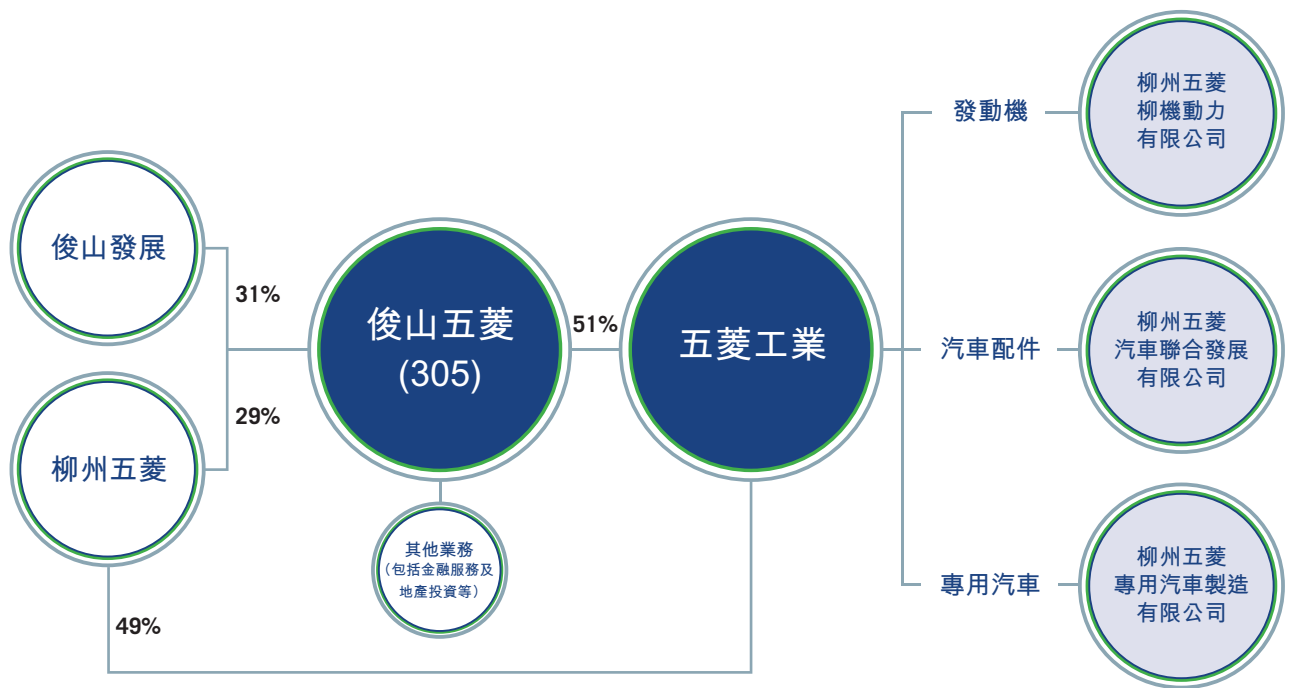 俊山發展
31%
29%
柳州五菱
49%
俊山五菱
(305)
其他業務
（包括金融服務及
地產投資等）
51%
五菱工業
發動機
柳州五菱
柳機動力
有限公司
汽車配件
柳州五菱
汽車聯合發展
有限公司
專用汽車
柳州五菱
專用汽車製造
有限公司